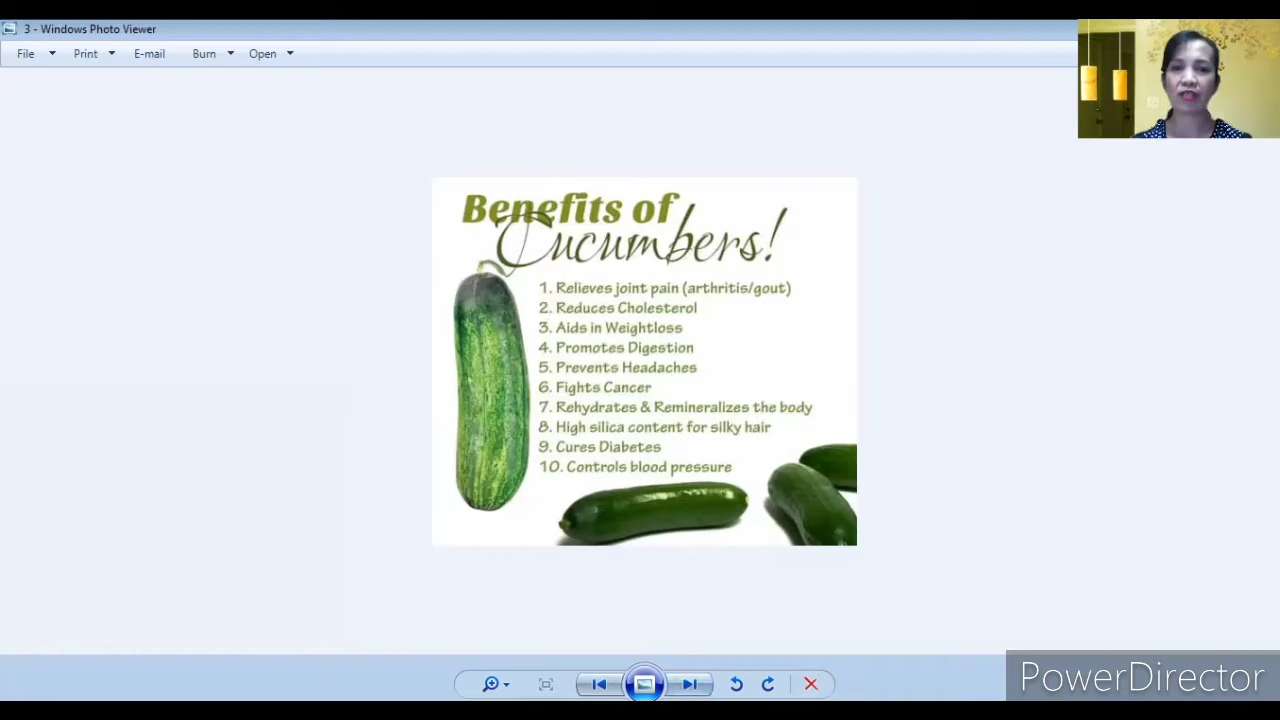 3 - Windows Photo Viewer
File Print E-mail Burn Open
Benefits of
Cucumbers!
1. Relieves joint pain (arthritis/gout)
2. Reduces Cholesterol
3. Aids in Weightloss
4. Promotes Digestion
5. Prevents Headaches
6. Fights Cancer
7. Rehydrates & Remineralizes the body
8. High silica content for silky hair
9. Cures Diabetes
10. Controls blood pressure
PowerDirector